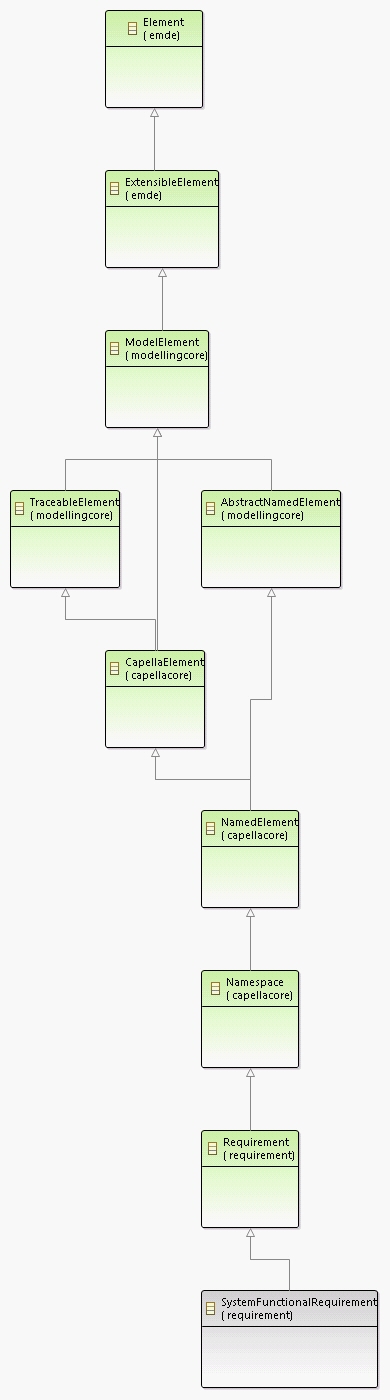 Element
( emde)
ExtensibleElement
( emde)
ModelElement
( modellingcore)
TraceableElement
( modellingcore)
AbstractNamedElement
( modellingcore)
CapellaElement
( capellacore)
NamedElement
( capellacore)
Namespace
( capellacore)
Requirement
( requirement)
SystemFunctionalRequirement
( requirement)